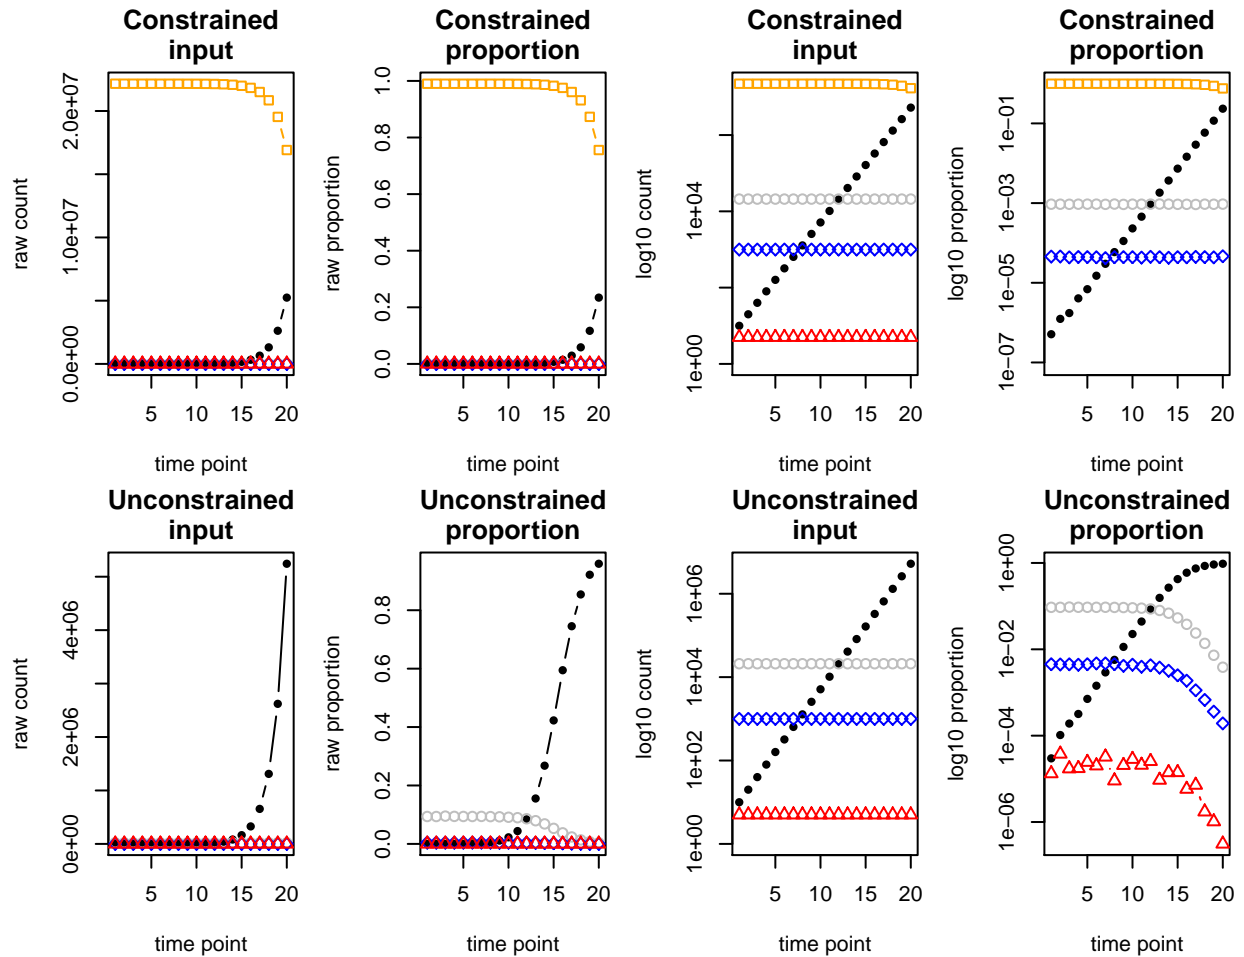 Constrained
input
raw count
0.0e+00
1.0e+07
2.0e+07
5
10
15
20
time point
Constrained
proportion
raw proportion
0.0
0.2
0.4
0.6
0.8
1.0
5
10
15
20
time point
Constrained
input
log10 count
1e+00
1e+04
5
10
15
20
time point
Constrained
proportion
log10 proportion
1e-07
1e-05
1e-03
1e-01
5
10
15
20
time point
Unconstrained
input
raw count
0e+00
2e+06
4e+06
5
10
15
20
time point
Unconstrained
proportion
raw proportion
0.0
0.2
0.4
0.6
0.8
5
10
15
20
time point
Unconstrained
input
log10 count
1e+00
1e+02
1e+04
1e+06
5
10
15
20
time point
Unconstrained
proportion
log10 proportion
1e-06
1e-04
1e-02
1e+00
5
10
15
20
time point